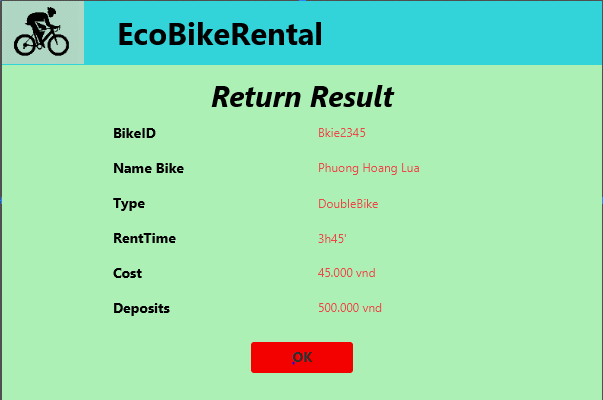 EcoBikeRental
Return Result
BikeID Bkie2345
Name Bike Phuong Hoang Lua
Type DoubleBike
RentTime 3h45'
Cost 45.000 vnd
Deposits 500.000 vnd
OK